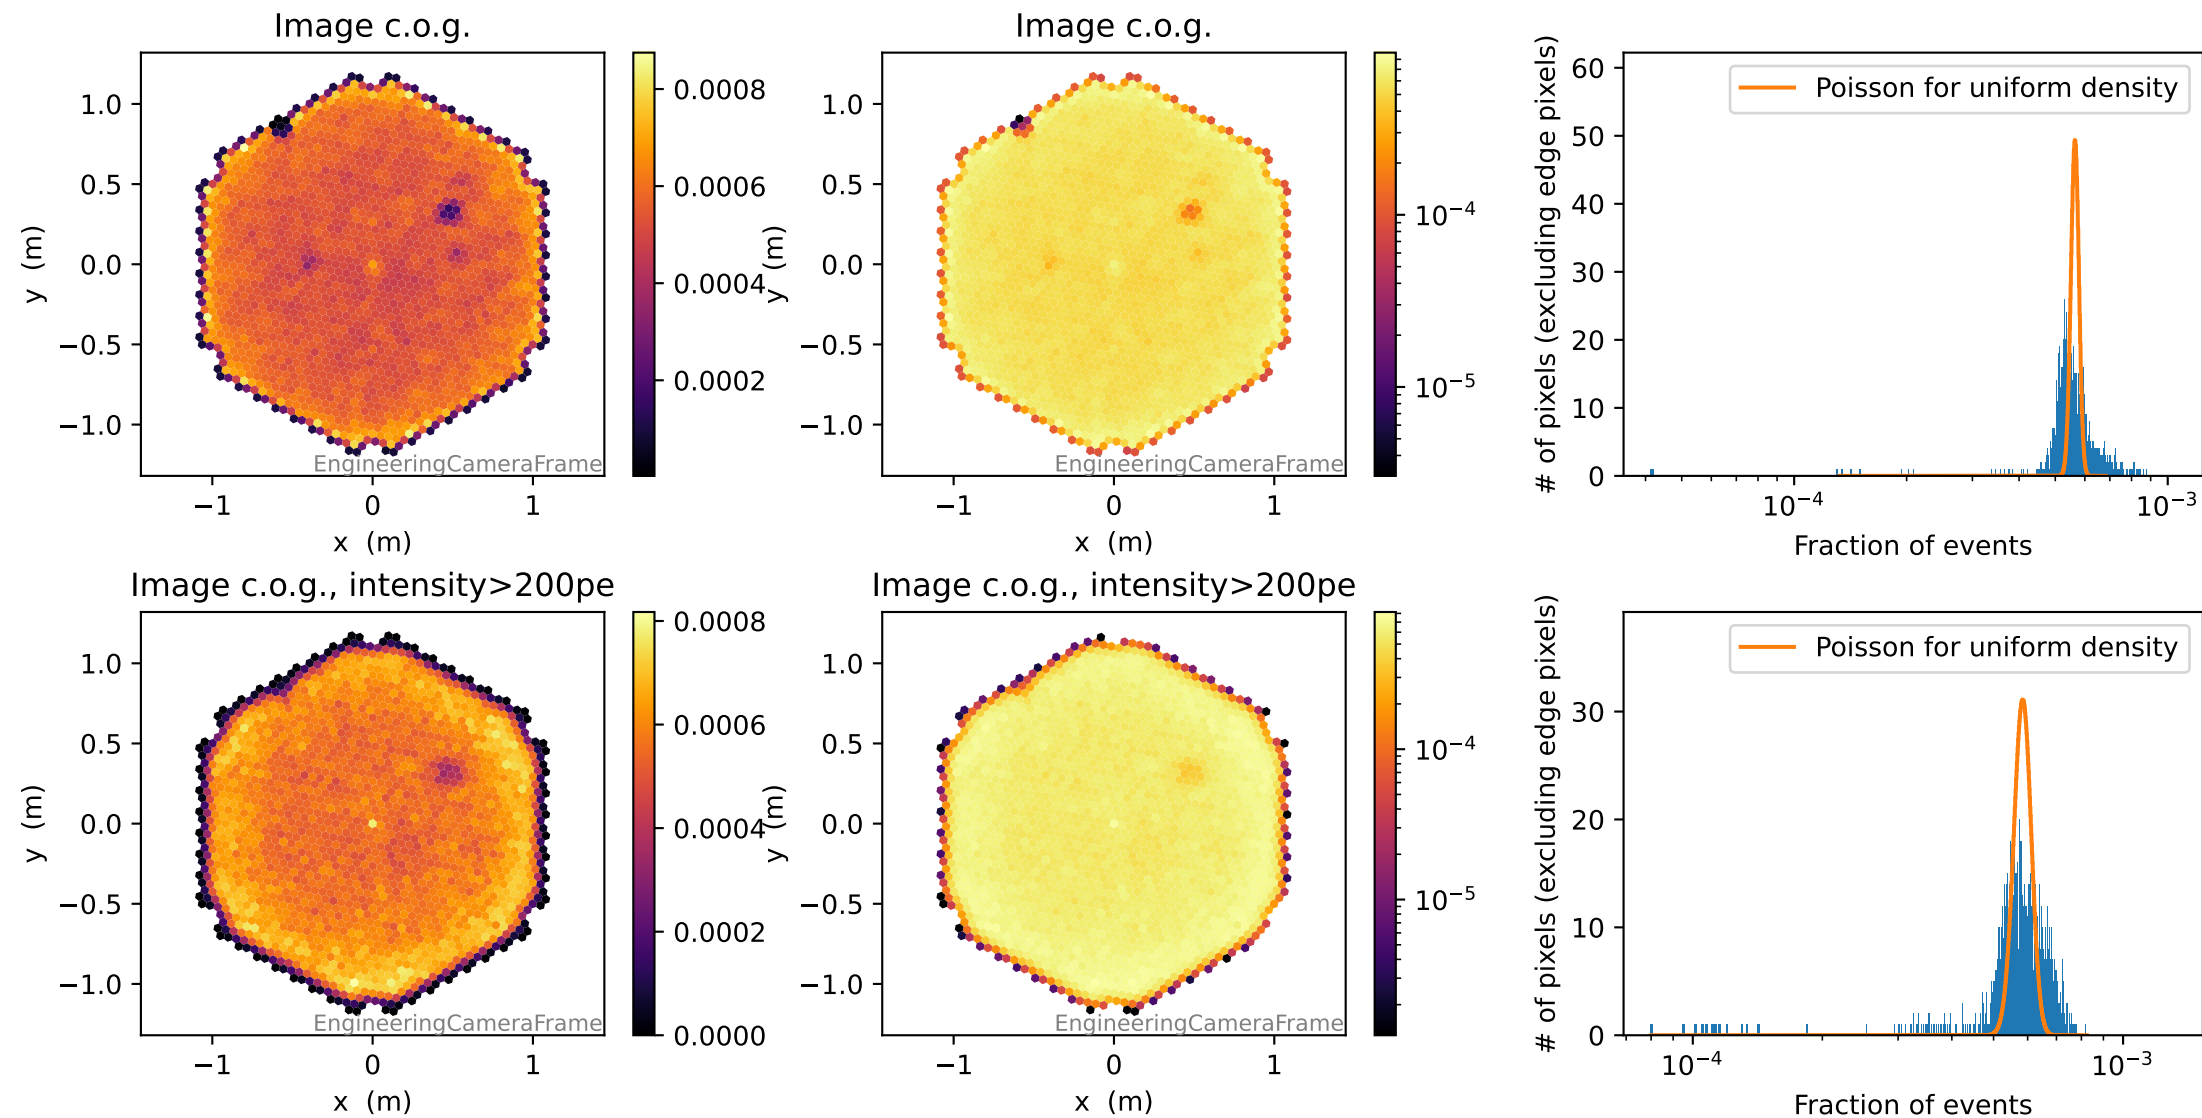 Image c.o.g.
1.0
0.5
0.0
−0.5
−1.0
y (m)
−1
0
1
x (m)
EngineeringCameraFrame
0.0008
0.0006
0.0004
0.0002
Image c.o.g.
1.0
0.5
0.0
−0.5
−1.0
y (m)
−1
0
1
x (m)
EngineeringCameraFrame
10⁻⁴
10⁻⁵
Poisson for uniform density
60
50
40
30
20
10
0
# of pixels (excluding edge pixels)
10⁻⁴
10⁻³
Fraction of events
Image c.o.g., intensity>200pe
1.0
0.5
0.0
−0.5
−1.0
y (m)
−1
0
1
x (m)
EngineeringCameraFrame
0.0008
0.0006
0.0004
0.0002
0.0000
Image c.o.g., intensity>200pe
1.0
0.5
0.0
−0.5
−1.0
y (m)
−1
0
1
x (m)
EngineeringCameraFrame
10⁻⁴
10⁻⁵
Poisson for uniform density
30
20
10
0
# of pixels (excluding edge pixels)
10⁻⁴
10⁻³
Fraction of events